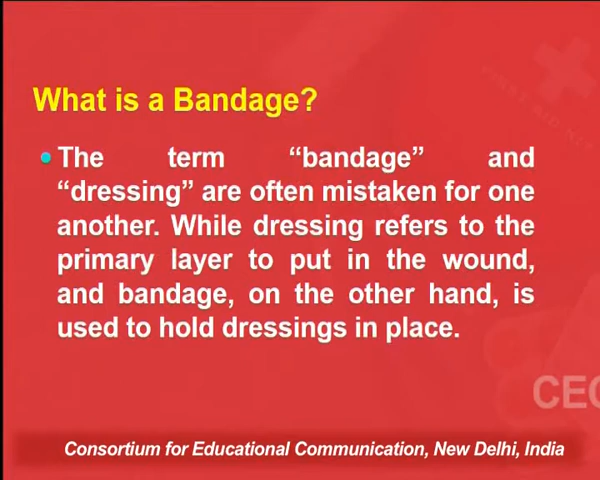 What is a Bandage?
The term “bandage” and
“dressing” are often mistaken for one
another. While dressing refers to the
primary layer to put in the wound,
and bandage, on the other hand, is
used to hold dressings in place.
CEC
Consortium for Educational Communication, New Delhi, India